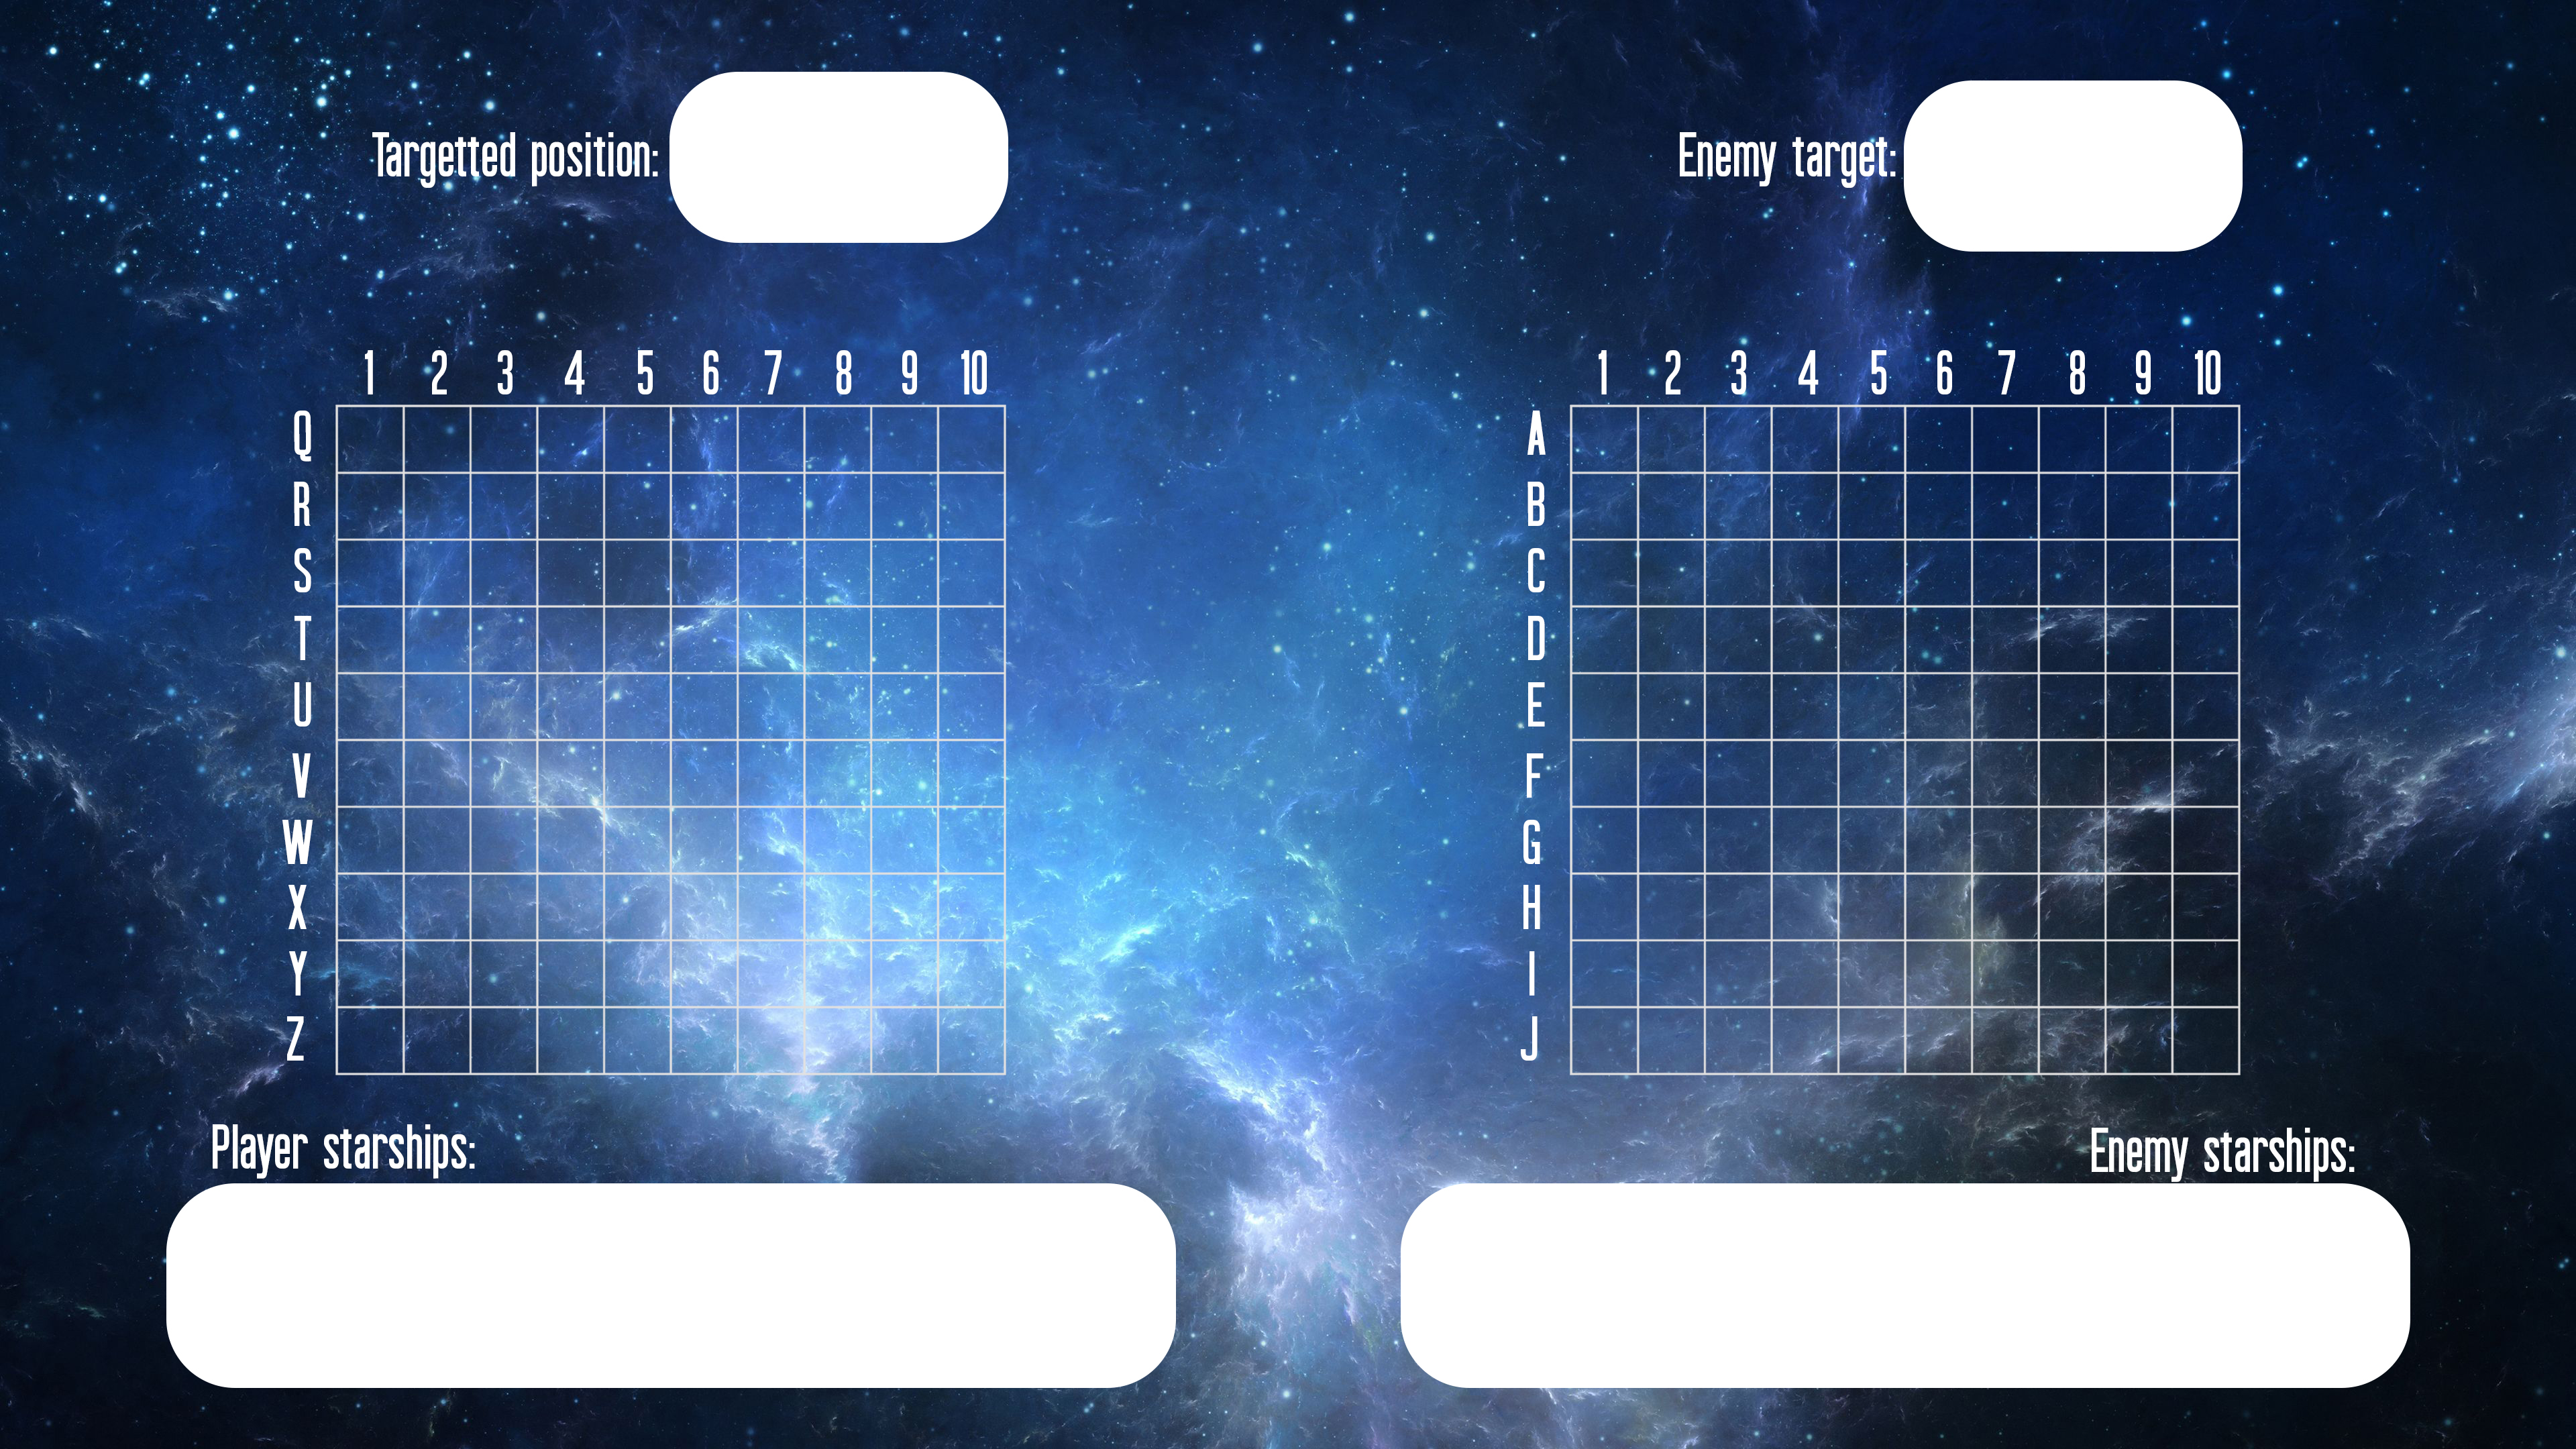 Targetted position:
Enemy target:
1 2 3 4 5 6 7 8 9 10
Q
R
S
T
U
V
W
X
Y
Z
1 2 3 4 5 6 7 8 9 10
A
B
C
D
E
F
G
H
I
J
Player starships:
Enemy starships: